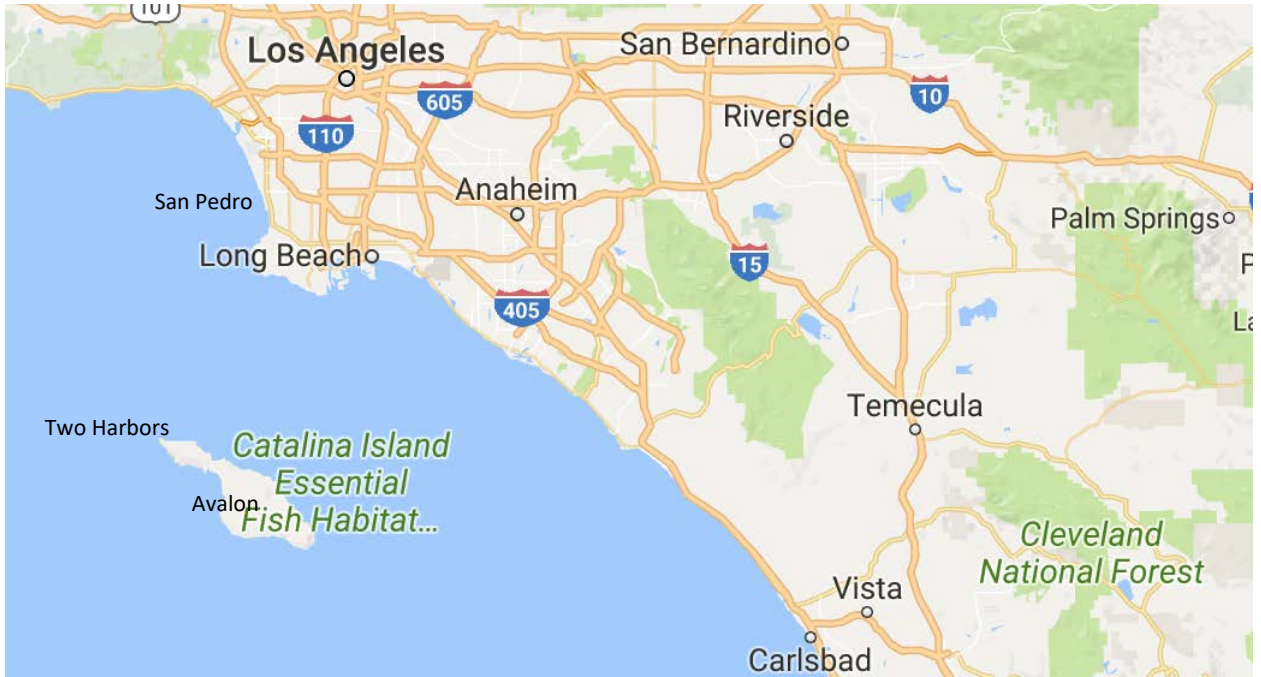 101
Los Angeles
San Bernardino
605
10
110
Riverside
San Pedro
Anaheim
Palm Springs
Long Beach
15
P
405
La
Temecula
Two Harbors
Catalina Island
Essential
Fish Habitat...
Avalon
Cleveland
National Forest
Vista
Carlsbad